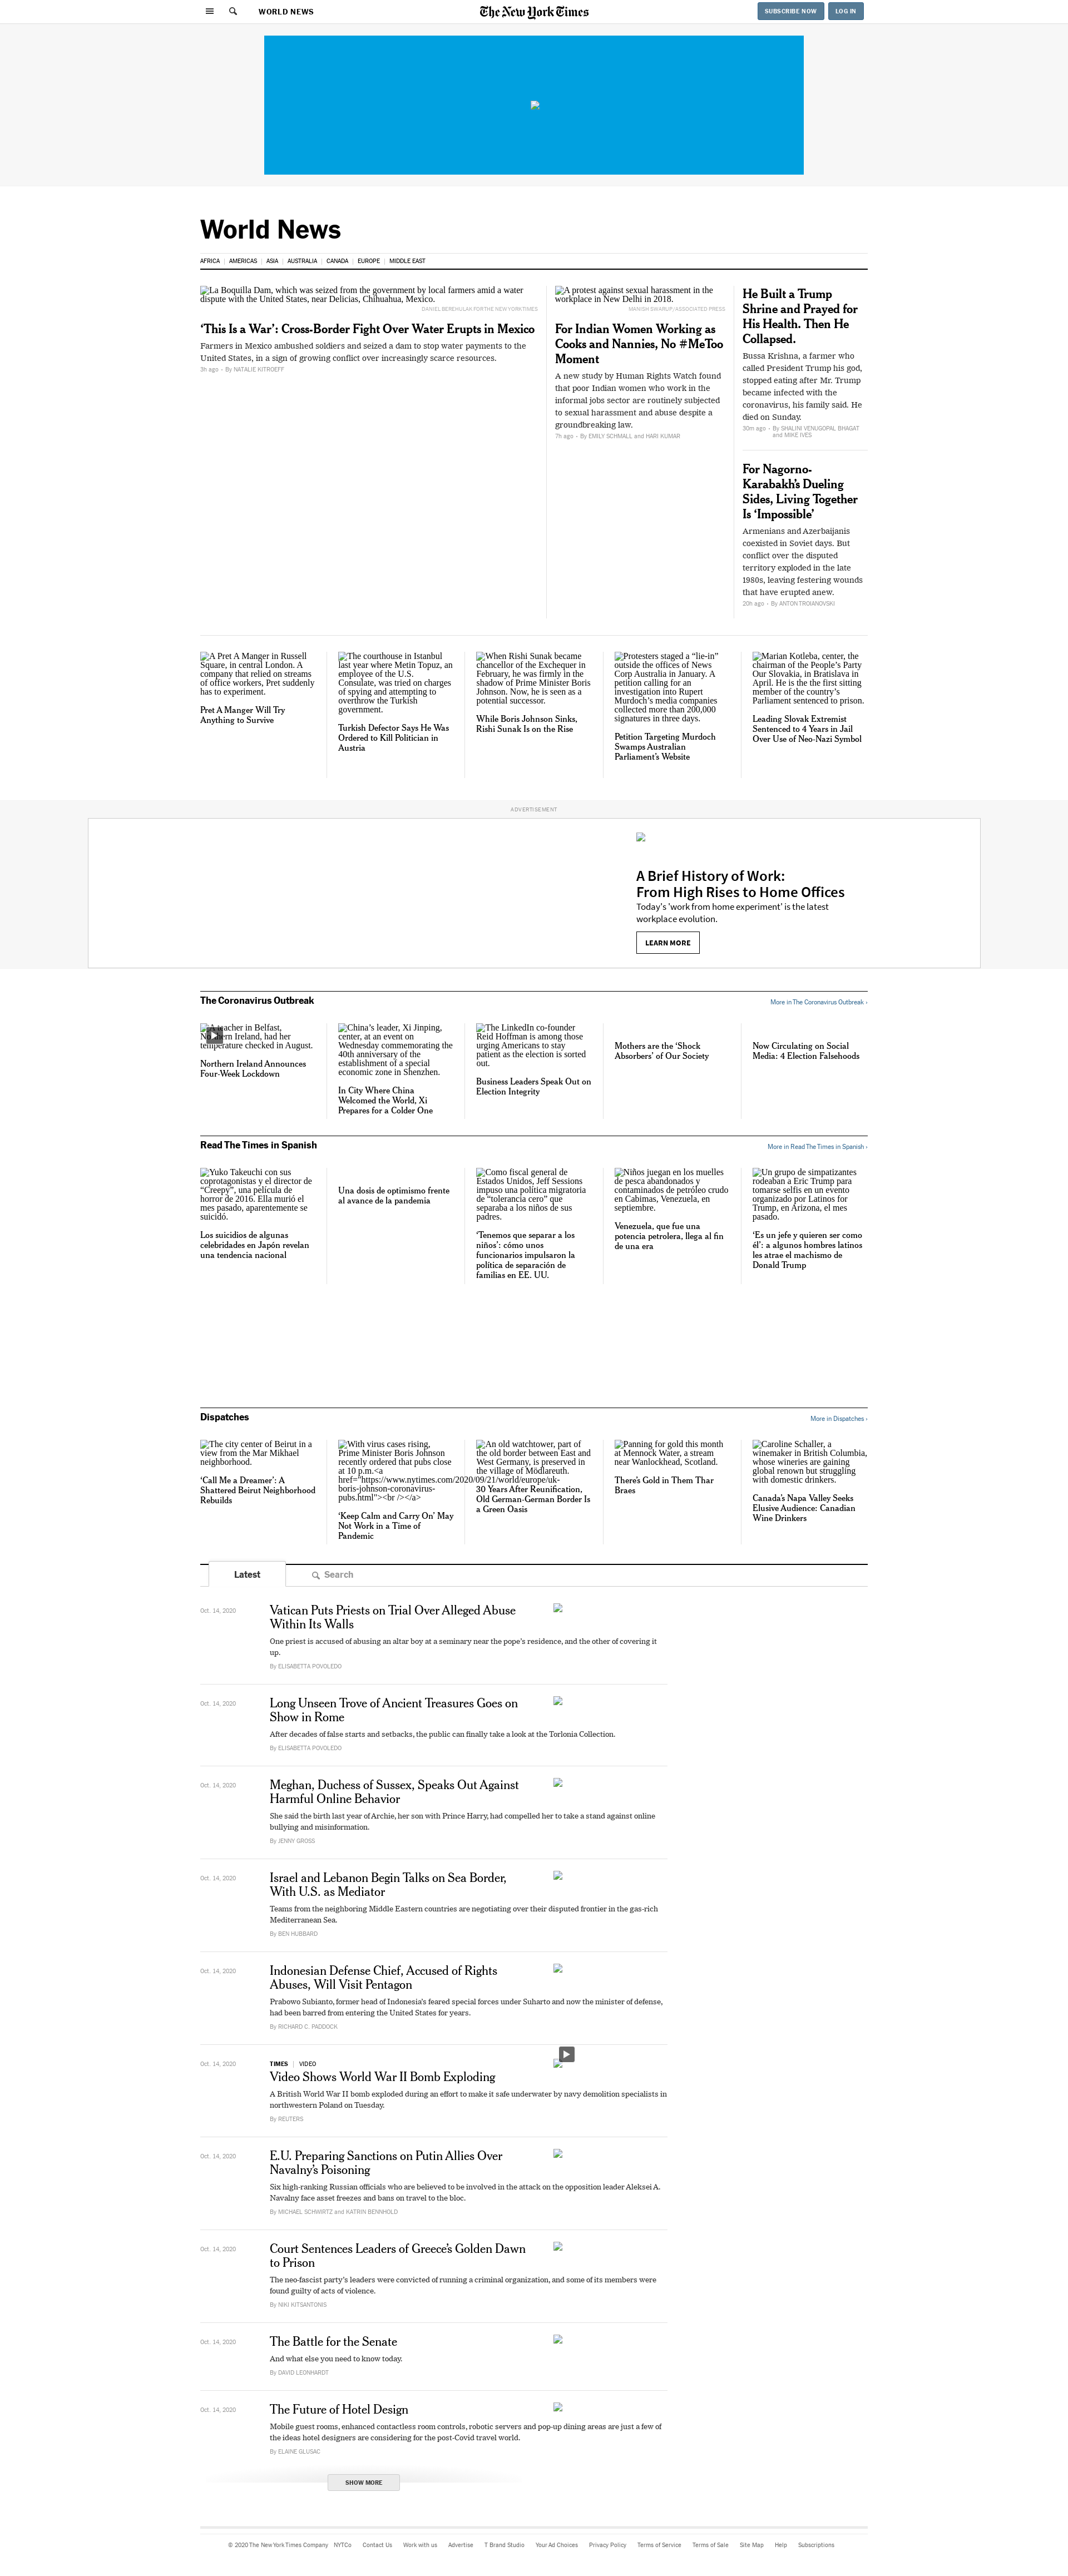 WORLD NEWS
The New York Times
SUBSCRIBE NOW
LOG IN
World News
AFRICA
AMERICAS
ASIA
AUSTRALIA
CANADA
EUROPE
MIDDLE EAST
La Boquilla Dam, which was seized from the government by local farmers amid a water
dispute with the United States, near Delicias, Chihuahua, Mexico.
DANIEL BEREHULAK FOR THE NEW YORK TIMES
‘This Is a War’: Cross-Border Fight Over Water Erupts in Mexico
Farmers in Mexico ambushed soldiers and seized a dam to stop water payments to the
United States, in a sign of growing conflict over increasingly scarce resources.
3h ago - By NATALIE KITROEFF
A protest against sexual harassment in the
workplace in New Delhi in 2018.
MANISH SWARUP/ASSOCIATED PRESS
For Indian Women Working as
Cooks and Nannies, No #MeToo
Moment
A new study by Human Rights Watch found
that poor Indian women who work in the
informal jobs sector are routinely subjected
to sexual harassment and abuse despite a
groundbreaking law.
7h ago - By EMILY SCHMALL and HARI KUMAR
He Built a Trump
Shrine and Prayed for
His Health. Then He
Collapsed.
Bussa Krishna, a farmer who
called President Trump his god,
stopped eating after Mr. Trump
became infected with the
coronavirus, his family said. He
died on Sunday.
30m ago - By SHALINI VENUGOPAL BHAGAT
and MIKE IVES
For Nagorno-
Karabakh’s Dueling
Sides, Living Together
Is ‘Impossible’
Armenians and Azerbaijanis
coexisted in Soviet days. But
conflict over the disputed
territory exploded in the late
1980s, leaving festering wounds
that have erupted anew.
20h ago - By ANTON TROIANOVSKI
A Pret A Manger in Russell
Square, in central London. A
company that relied on streams
of office workers, Pret suddenly
has to experiment.
Pret A Manger Will Try
Anything to Survive
The courthouse in Istanbul
last year where Metin Topuz, an
employee of the U.S.
Consulate, was tried on charges
of spying and attempting to
overthrow the Turkish
government.
Turkish Defector Says He Was
Ordered to Kill Politician in
Austria
When Rishi Sunak became
chancellor of the Exchequer in
February, he was firmly in the
shadow of Prime Minister Boris
Johnson. Now, he is seen as a
potential successor.
While Boris Johnson Sinks,
Rishi Sunak Is on the Rise
Protesters staged a “lie-in”
outside the offices of News
Corp Australia in January. A
petition calling for an
investigation into Rupert
Murdoch’s media companies
collected more than 200,000
signatures in three days.
Petition Targeting Murdoch
Swamps Australian
Parliament’s Website
Marian Kotleba, center, the
chairman of the People’s Party
Our Slovakia, in Bratislava in
April. He is the first sitting
member of the country’s
Parliament sentenced to prison.
Leading Slovak Extremist
Sentenced to 4 Years in Jail
Over Use of Neo-Nazi Symbol
ADVERTISEMENT
A Brief History of Work:
From High Rises to Home Offices
Today's 'work from home experiment' is the latest
workplace evolution.
LEARN MORE
The Coronavirus Outbreak
More in The Coronavirus Outbreak ›
A teacher in Belfast,
Northern Ireland, had her
temperature checked in August.
Northern Ireland Announces
Four-Week Lockdown
China’s leader, Xi Jinping,
center, at an event on
Wednesday commemorating the
40th anniversary of the
establishment of a special
economic zone in Shenzhen.
In City Where China
Welcomed the World, Xi
Prepares for a Colder One
The LinkedIn co-founder
Reid Hoffman is among those
urging Americans to stay
patient as the election is sorted
out.
Business Leaders Speak Out on
Election Integrity
Mothers are the ‘Shock
Absorbers’ of Our Society
Now Circulating on Social
Media: 4 Election Falsehoods
Read The Times in Spanish
More in Read The Times in Spanish ›
Yuko Takeuchi con sus
coprotagonistas y el director de
“Creepy”, una película de
horror de 2016. Ella murió el
mes pasado, aparentemente se
suicidó.
Los suicidios de algunas
celebridades en Japón revelan
una tendencia nacional
Una dosis de optimismo frente
al avance de la pandemia
Como fiscal general de
Estados Unidos, Jeff Sessions
impuso una política migratoria
de “tolerancia cero” que
separaba a los niños de sus
padres.
‘Tenemos que separar a los
niños’: cómo unos
funcionarios impulsaron la
política de separación de
familias en EE. UU.
Niños juegan en los muelles
de pesca abandonados y
contaminados de petróleo crudo
en Cabimas, Venezuela, en
septiembre.
Venezuela, que fue una
potencia petrolera, llega al fin
de una era
Un grupo de simpatizantes
rodeaban a Eric Trump para
tomarse selfis en un evento
organizado por Latinos for
Trump, en Arizona, el mes
pasado.
‘Es un jefe y quieren ser como
él’: a algunos hombres latinos
les atrae el machismo de
Donald Trump
Dispatches
More in Dispatches ›
The city center of Beirut in a
view from the Mar Mikhael
neighborhood.
‘Call Me a Dreamer’: A
Shattered Beirut Neighborhood
Rebuilds
With virus cases rising,
Prime Minister Boris Johnson
recently ordered that pubs close
at 10 p.m.<a
href="https://www.nytimes.com/2020/09/21/world/europe/uk-
boris-johnson-coronavirus-
pubs.html"><br /></a>
‘Keep Calm and Carry On’ May
Not Work in a Time of
Pandemic
An old watchtower, part of
the old border between East and
West Germany, is preserved in
the village of Mödlareuth.
30 Years After Reunification,
Old German-German Border Is
a Green Oasis
Panning for gold this month
at Mennock Water, a stream
near Wanlockhead, Scotland.
There’s Gold in Them Thar
Braes
Caroline Schaller, a
winemaker in British Columbia,
whose wineries are gaining
global renown but struggling
with domestic drinkers.
Canada’s Napa Valley Seeks
Elusive Audience: Canadian
Wine Drinkers
Latest
Search
Oct. 14, 2020
Vatican Puts Priests on Trial Over Alleged Abuse
Within Its Walls
One priest is accused of abusing an altar boy at a seminary near the pope’s residence, and the other of covering it
up.
By ELISABETTA POVOLEDO
Oct. 14, 2020
Long Unseen Trove of Ancient Treasures Goes on
Show in Rome
After decades of false starts and setbacks, the public can finally take a look at the Torlonia Collection.
By ELISABETTA POVOLEDO
Oct. 14, 2020
Meghan, Duchess of Sussex, Speaks Out Against
Harmful Online Behavior
She said the birth last year of Archie, her son with Prince Harry, had compelled her to take a stand against online
bullying and misinformation.
By JENNY GROSS
Oct. 14, 2020
Israel and Lebanon Begin Talks on Sea Border,
With U.S. as Mediator
Teams from the neighboring Middle Eastern countries are negotiating over their disputed frontier in the gas-rich
Mediterranean Sea.
By BEN HUBBARD
Oct. 14, 2020
Indonesian Defense Chief, Accused of Rights
Abuses, Will Visit Pentagon
Prabowo Subianto, former head of Indonesia’s feared special forces under Suharto and now the minister of defense,
had been barred from entering the United States for years.
By RICHARD C. PADDOCK
Oct. 14, 2020
TIMES | VIDEO
Video Shows World War II Bomb Exploding
A British World War II bomb exploded during an effort to make it safe underwater by navy demolition specialists in
northwestern Poland on Tuesday.
By REUTERS
Oct. 14, 2020
E.U. Preparing Sanctions on Putin Allies Over
Navalny’s Poisoning
Six high-ranking Russian officials who are believed to be involved in the attack on the opposition leader Aleksei A.
Navalny face asset freezes and bans on travel to the bloc.
By MICHAEL SCHWIRTZ and KATRIN BENNHOLD
Oct. 14, 2020
Court Sentences Leaders of Greece’s Golden Dawn
to Prison
The neo-fascist party’s leaders were convicted of running a criminal organization, and some of its members were
found guilty of acts of violence.
By NIKI KITSANTONIS
Oct. 14, 2020
The Battle for the Senate
And what else you need to know today.
By DAVID LEONHARDT
Oct. 14, 2020
The Future of Hotel Design
Mobile guest rooms, enhanced contactless room controls, robotic servers and pop-up dining areas are just a few of
the ideas hotel designers are considering for the post-Covid travel world.
By ELAINE GLUSAC
SHOW MORE
© 2020 The New York Times Company
NYTCo
Contact Us
Work with us
Advertise
T Brand Studio
Your Ad Choices
Privacy Policy
Terms of Service
Terms of Sale
Site Map
Help
Subscriptions